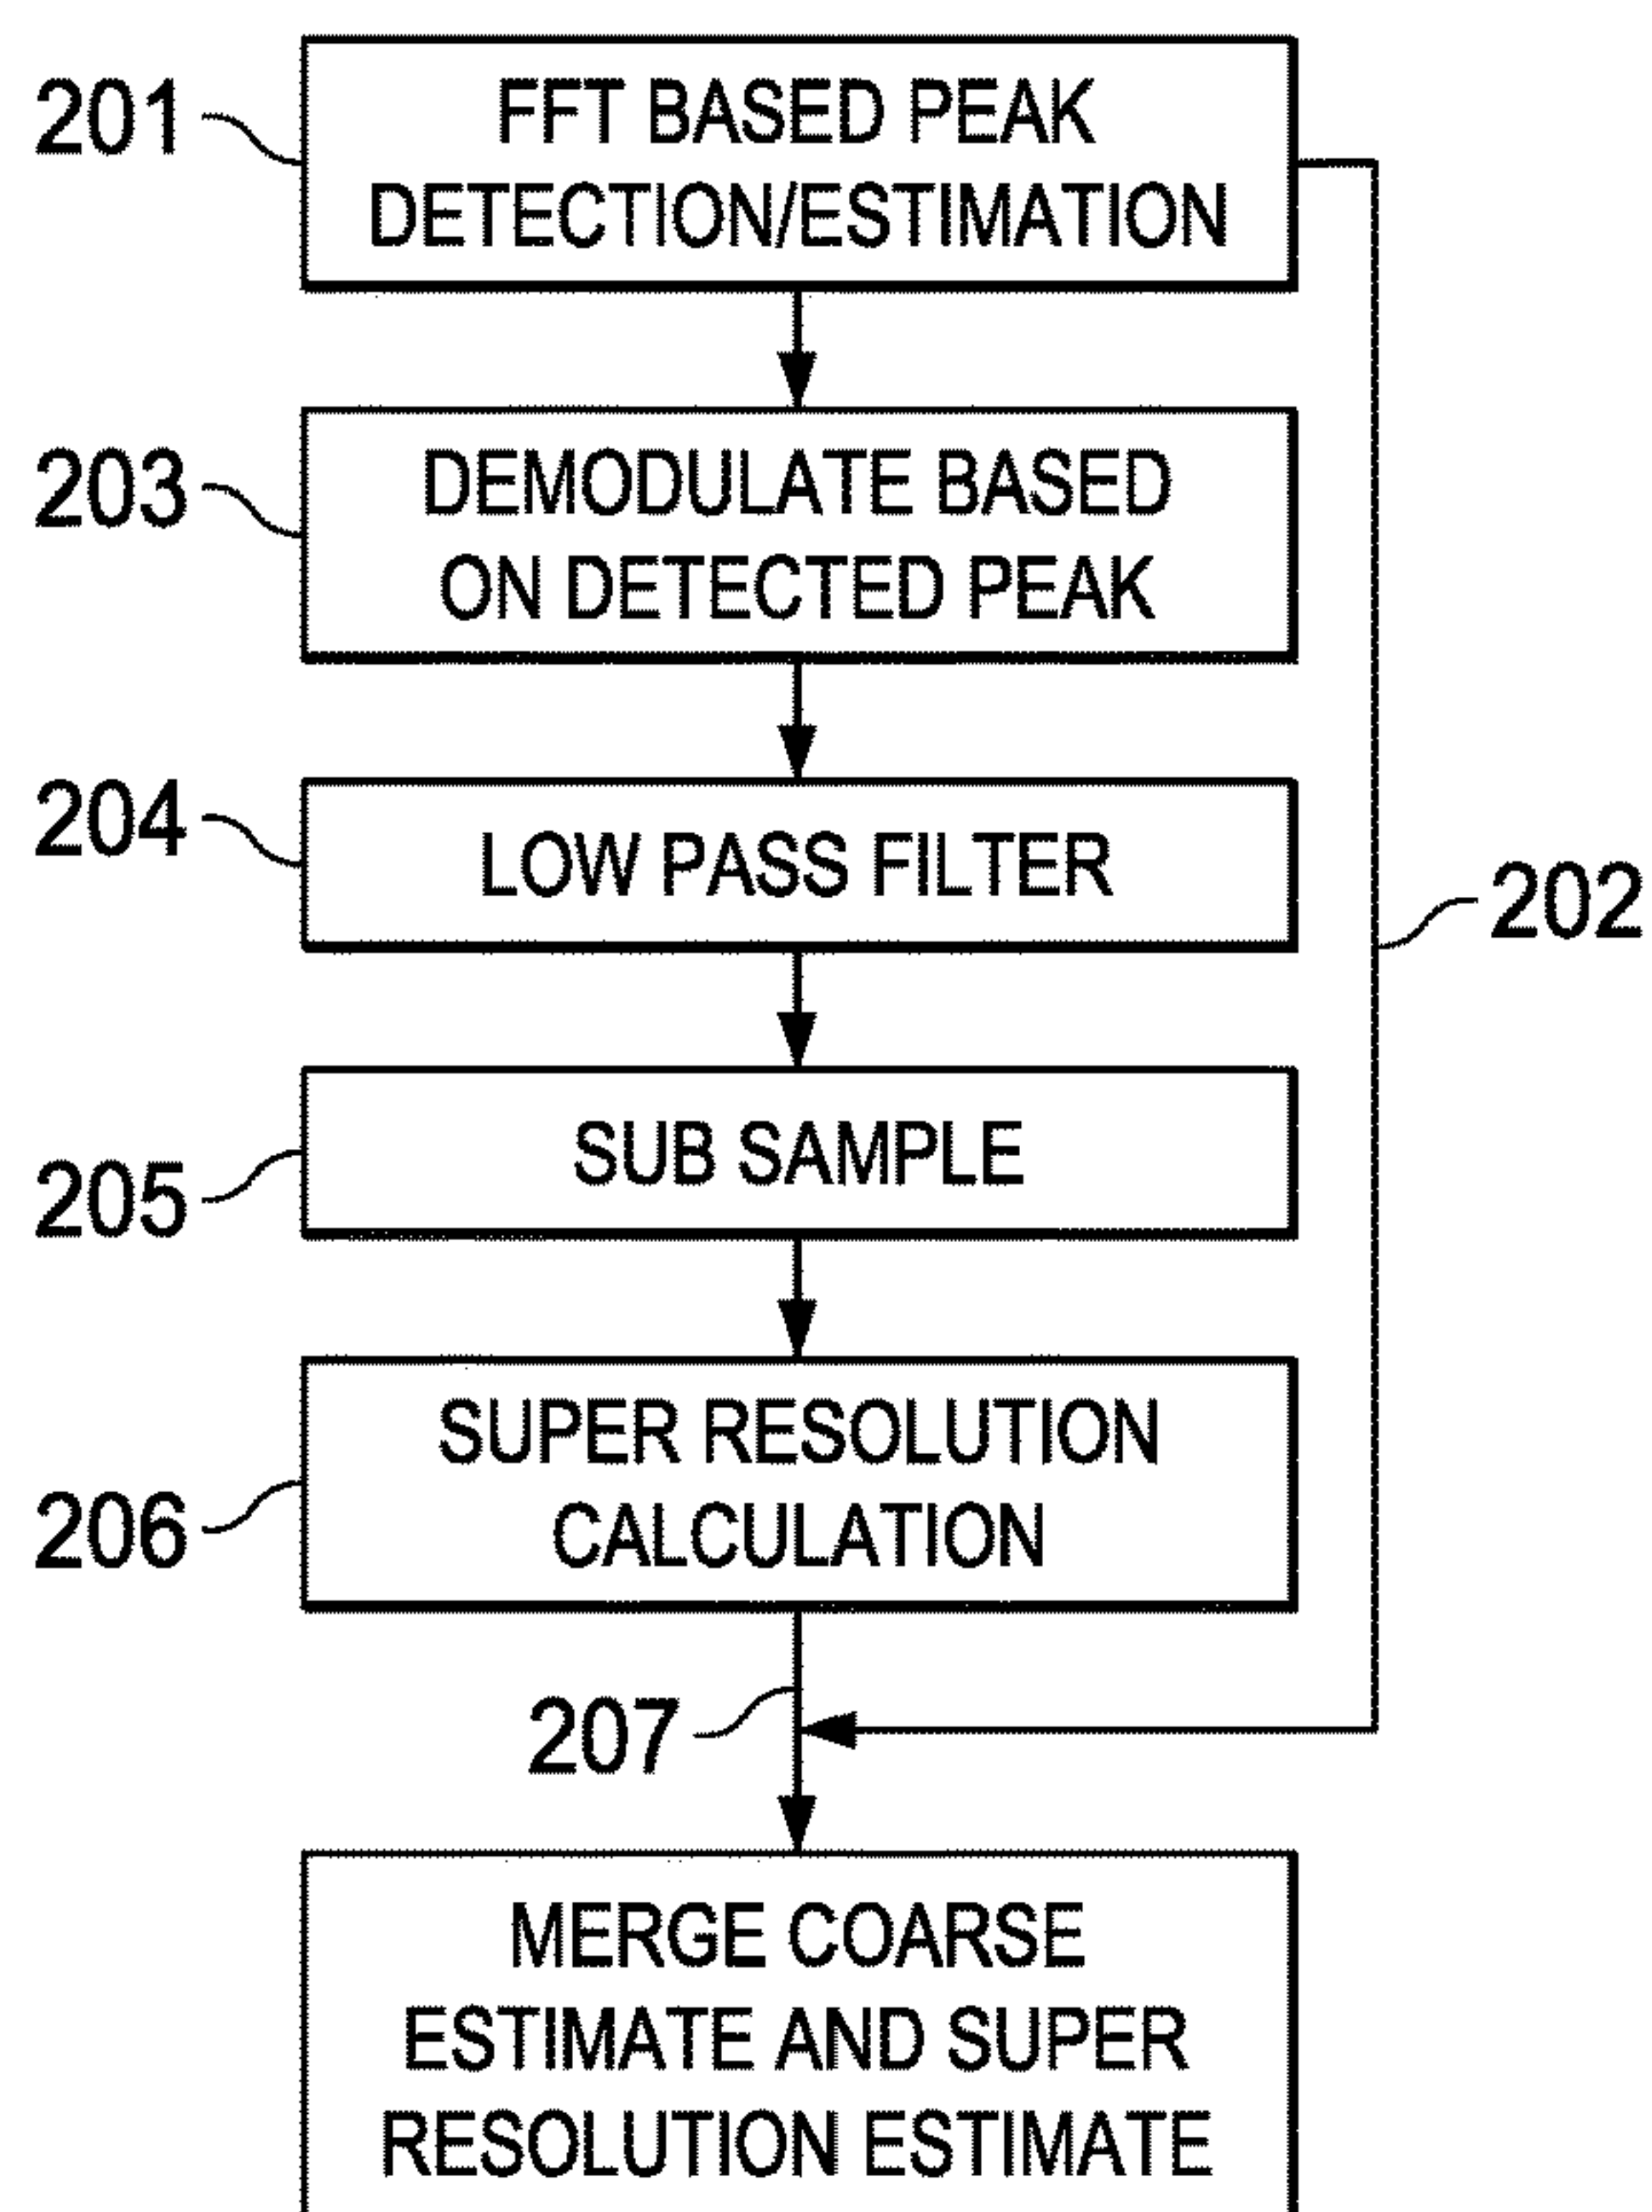 201
FFT BASED PEAK
DETECTION/ESTIMATION
203
DEMODULATE BASED
ON DETECTED PEAK
204
LOW PASS FILTER
202
205
SUB SAMPLE
206
SUPER RESOLUTION
CALCULATION
207
MERGE COARSE
ESTIMATE AND SUPER
RESOLUTION ESTIMATE